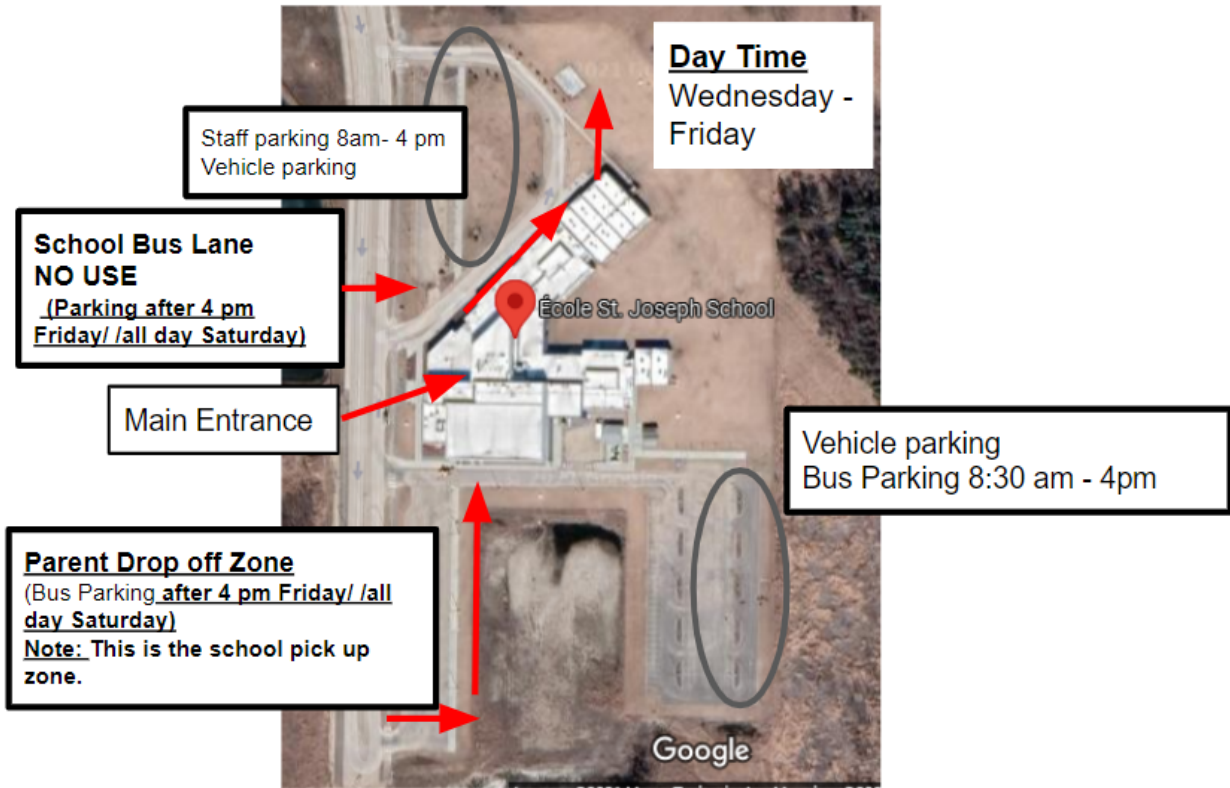 Day Time
Wednesday -
Friday
Staff parking 8am- 4 pm
Vehicle parking
School Bus Lane
NO USE
(Parking after 4 pm
Friday/ /all day Saturday)
École St. Joseph School
Main Entrance
Vehicle parking
Bus Parking 8:30 am - 4pm
Parent Drop off Zone
(Bus Parking after 4 pm Friday/ /all
day Saturday)
Note: This is the school pick up
zone.
Google